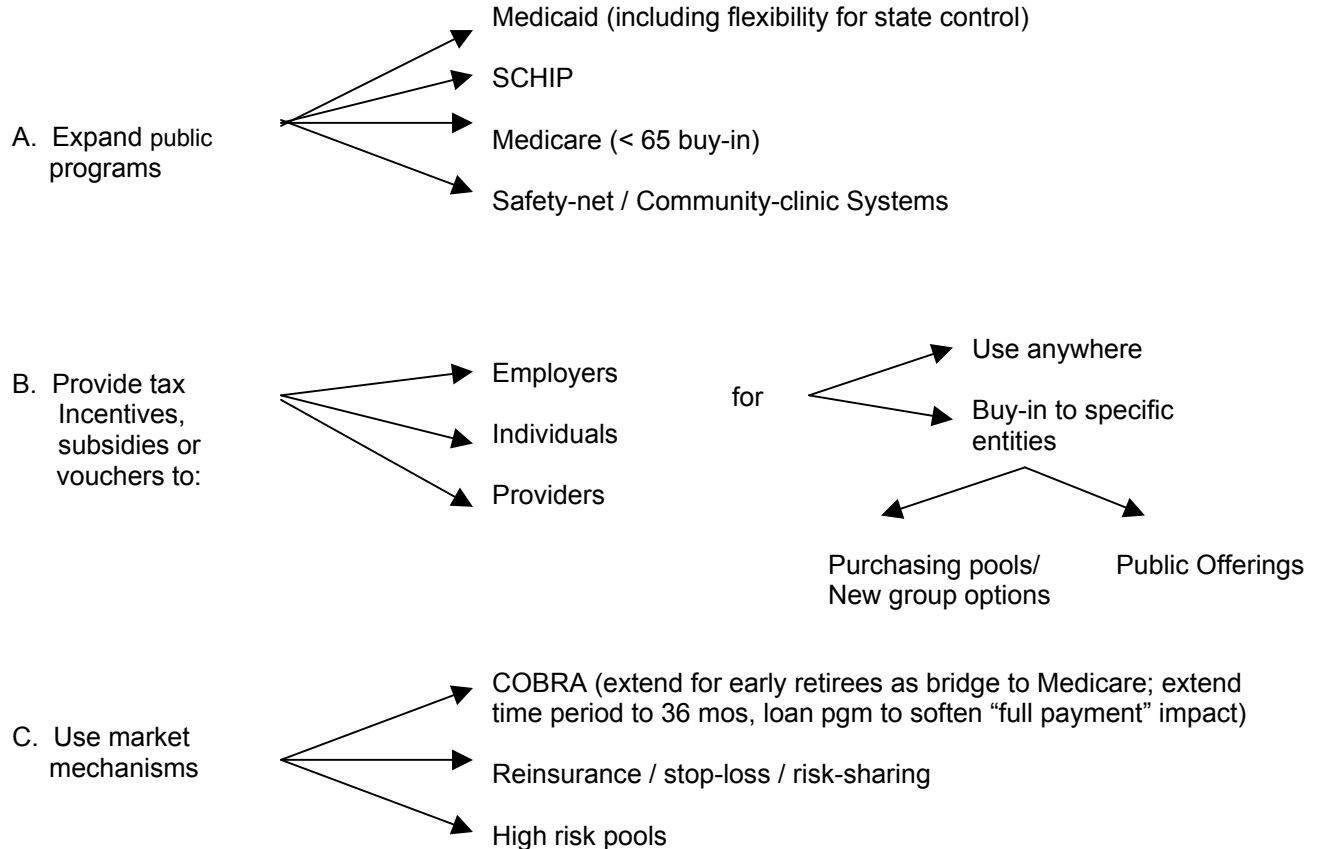 Medicaid (including flexibility for state control)
SCHIP
A. Expand public
programs
Medicare (< 65 buy-in)
Safety-net / Community-clinic Systems
B. Provide tax
Incentives,
subsidies or
vouchers to:
Employers
Individuals
Providers
for
Use anywhere
Buy-in to specific
entities
Purchasing pools/
New group options
Public Offerings
C. Use market
mechanisms
COBRA (extend for early retirees as bridge to Medicare; extend
time period to 36 mos, loan pgm to soften “full payment” impact)
Reinsurance / stop-loss / risk-sharing
High risk pools